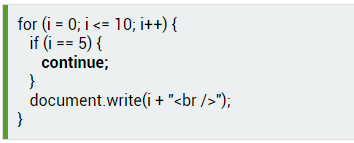 for (i = 0; i <= 10; i++) {
if (i == 5) {
continue;
}
document.write(i + "<br />");
}